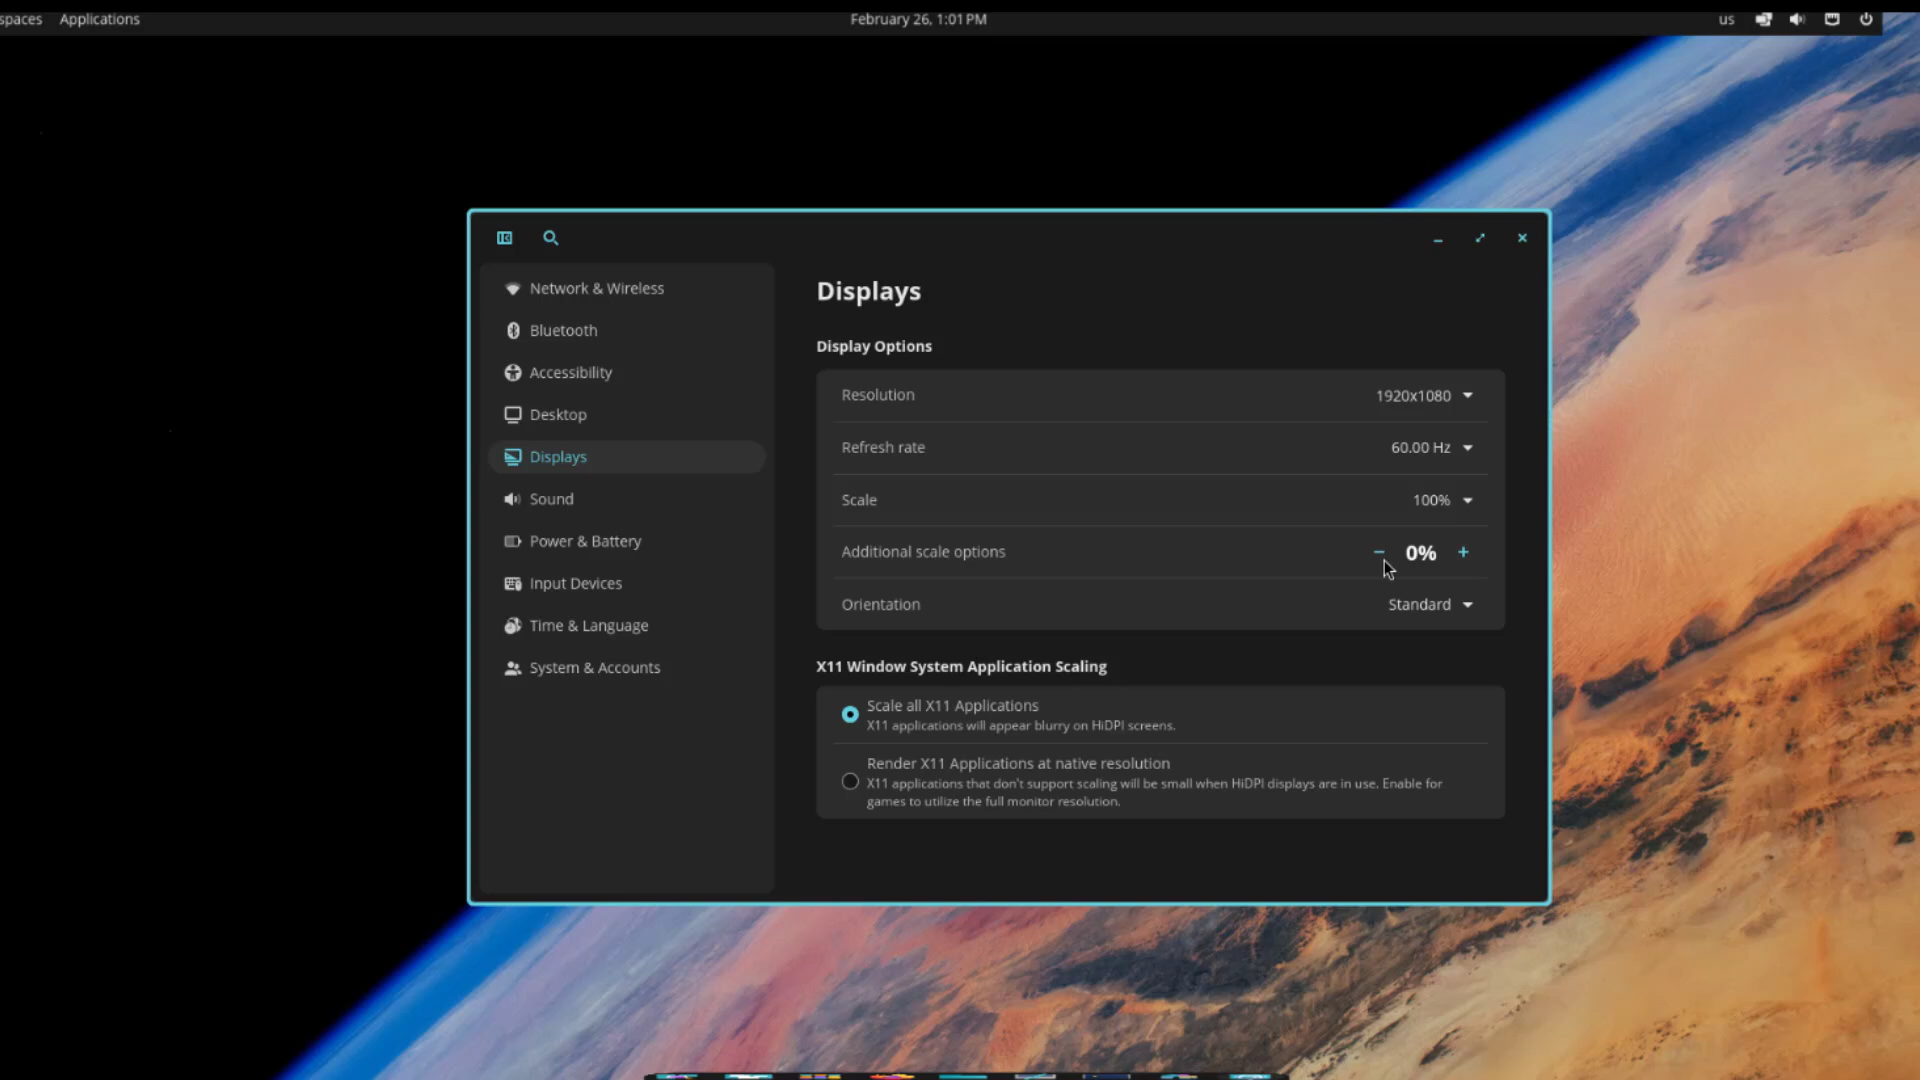 spaces Applications February 26, 1:01 PM us
Network & Wireless
Bluetooth
Accessibility
Desktop
Displays
Sound
Power & Battery
Input Devices
Time & Language
System & Accounts
Displays
Display Options
Resolution 1920x1080
Refresh rate 60.00 Hz
Scale 100%
Additional scale options − 0% +
Orientation Standard
X11 Window System Application Scaling
Scale all X11 Applications
X11 applications will appear blurry on HiDPI screens.
Render X11 Applications at native resolution
X11 applications that don't support scaling will be small when HiDPI displays are in use. Enable for
games to utilize the full monitor resolution.